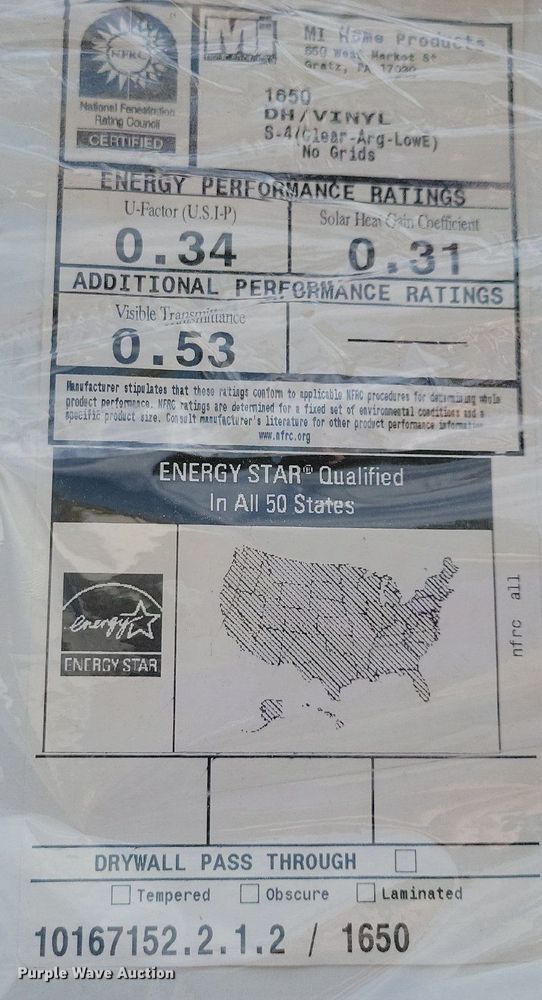 NFRC
National Fenestration
Rating Council
CERTIFIED
Mi
MI Home Products
650 West Market St
Gratz, PA 17030
1650
DH/VINYL
S-4(Clear-Arg-LowE)
No Grids
ENERGY PERFORMANCE RATINGS
U-Factor (U.S.I-P)
0.34
Solar Heat Gain Coefficient
0.31
ADDITIONAL PERFORMANCE RATINGS
Visible Transmittance
0.53
Manufacturer stipulates that these ratings conform to applicable NFRC procedures for determining whole
product performance. NFRC ratings are determined for a fixed set of environmental conditions and a
specific product size. Consult manufacturer's literature for other product performance information
www.nfrc.org
ENERGY STAR® Qualified
In All 50 States
energy
ENERGY STAR
nfrc all
DRYWALL PASS THROUGH
Tempered Obscure Laminated
10167152.2.1.2 / 1650
Purple Wave Auction